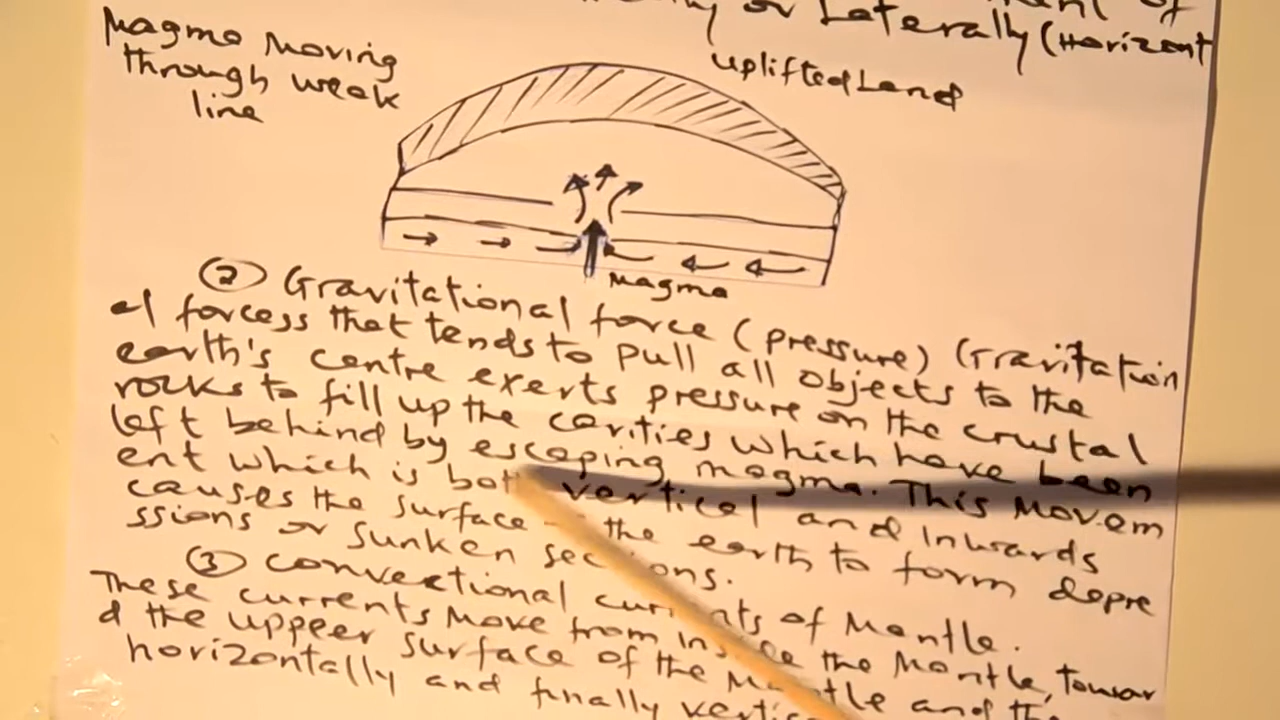 or Laterally (Horizont
Magma Moving
through weak
line
uplifted Land
Magma
(2) Gravitational force (pressure) Gravitation
al forcess that tends to pull all objects to the
earth's centre exerts pressure on the crustal
rocks to fill up the cavities which have been
left behind by escaping magma. This Movem
ent which is both vertical and inwards
causes the surface the earth to form depre
ssions or sunken sections.
(3) Convectional currents of Mantle.
These currents move from inside the Mantle, towar
d the uppeer surface of the Mantle and
horizontally and finally